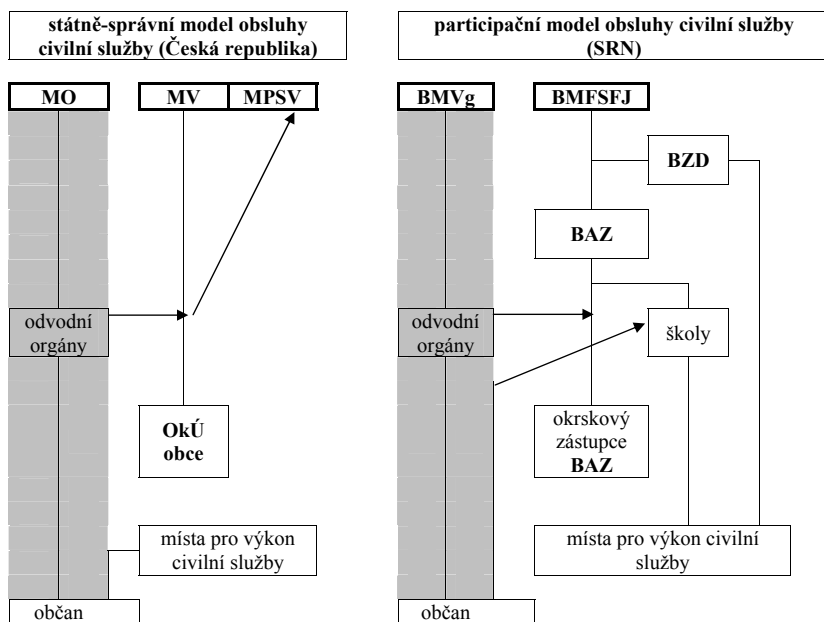 státně-správní model obsluhy
civilní služby (Česká republika)
MO
MV
MPSV
odvodní
orgány
OkÚ
obce
místa pro výkon
civilní služby
občan
participační model obsluhy civilní služby
(SRN)
BMVg
BMFSFJ
BZD
BAZ
odvodní
orgány
školy
okrskový
zástupce
BAZ
místa pro výkon civilní
služby
občan